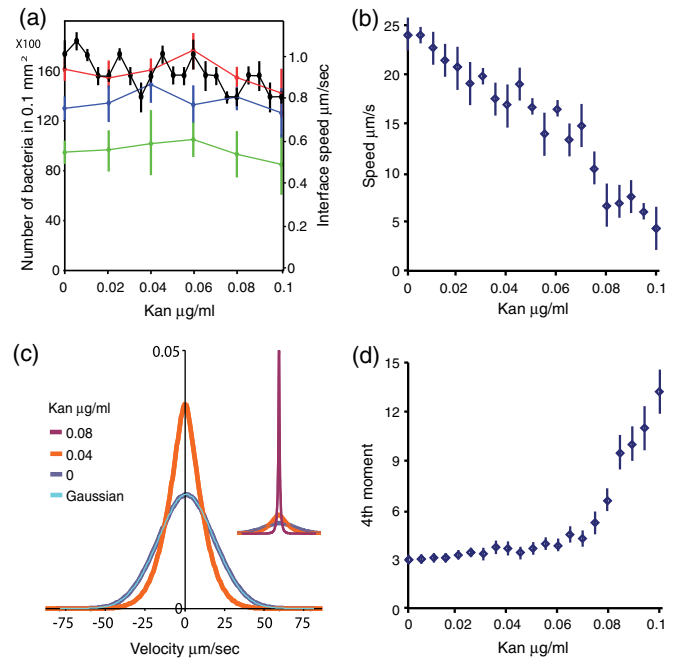 (a)
X100
160
120
80
40
0
Number of bacteria in 0.1 mm⁻²
1.0
0.8
0.6
0.4
0.2
0
Interface speed μm/sec
0 0.02 0.04 0.06 0.08 0.1
Kan μg/ml
(b)
25
20
15
10
5
0
Speed μm/s
0 0.02 0.04 0.06 0.08 0.1
Kan μg/ml
(c)
0.05
Kan μg/ml
0.08
0.04
0
Gaussian
0
-75 -50 -25 0 25 50 75
Velocity μm/sec
(d)
15
12
9
6
3
0
4th moment
0 0.02 0.04 0.06 0.08 0.1
Kan μg/ml